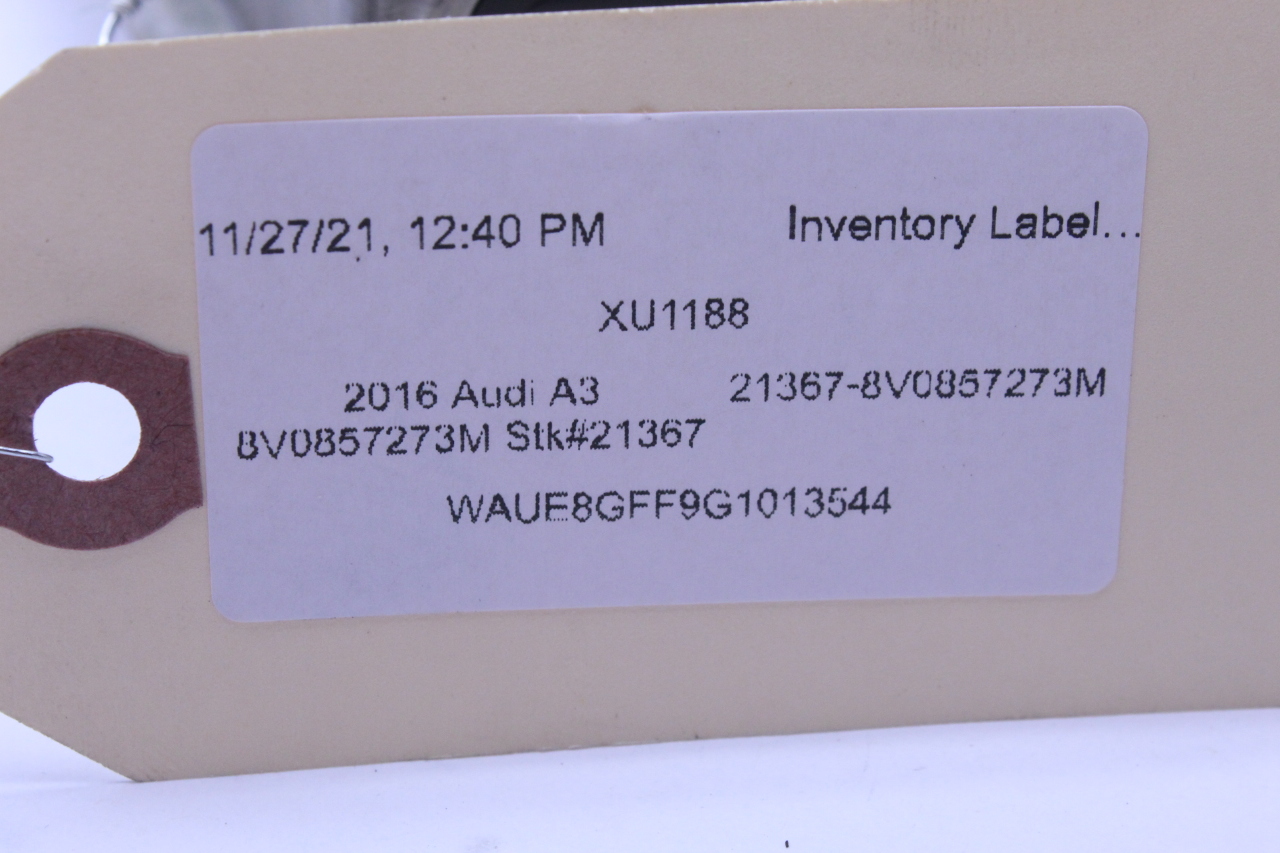 11/27/21, 12:40 PM Inventory Label...
XU1188
2016 Audi A3 21367-8V0857273M
8V0857273M Stk#21367
WAUE8GFF9G1013544